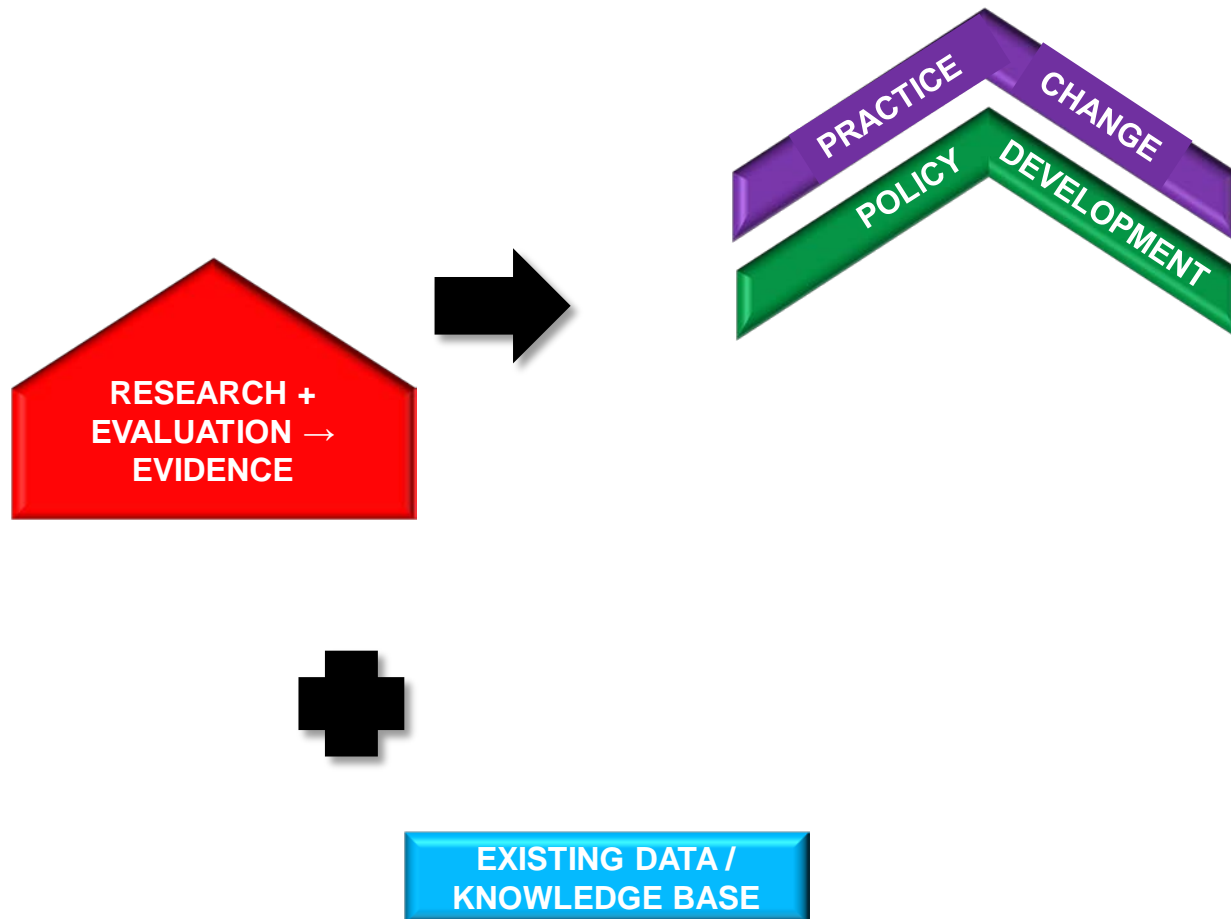 PRACTICE
CHANGE
POLICY
DEVELOPMENT
RESEARCH +
EVALUATION →
EVIDENCE
EXISTING DATA /
KNOWLEDGE BASE